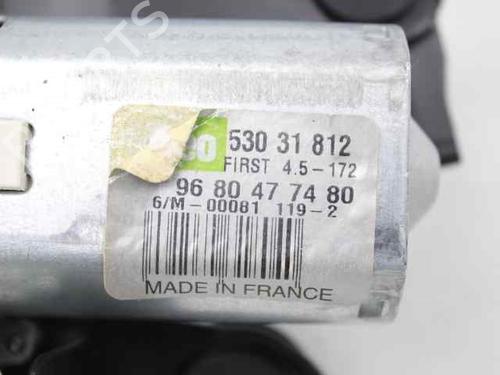 530 31 812
FIRST 4.5-172
96 80 47 74 80
6/M-00081 119-2
MADE IN FRANCE